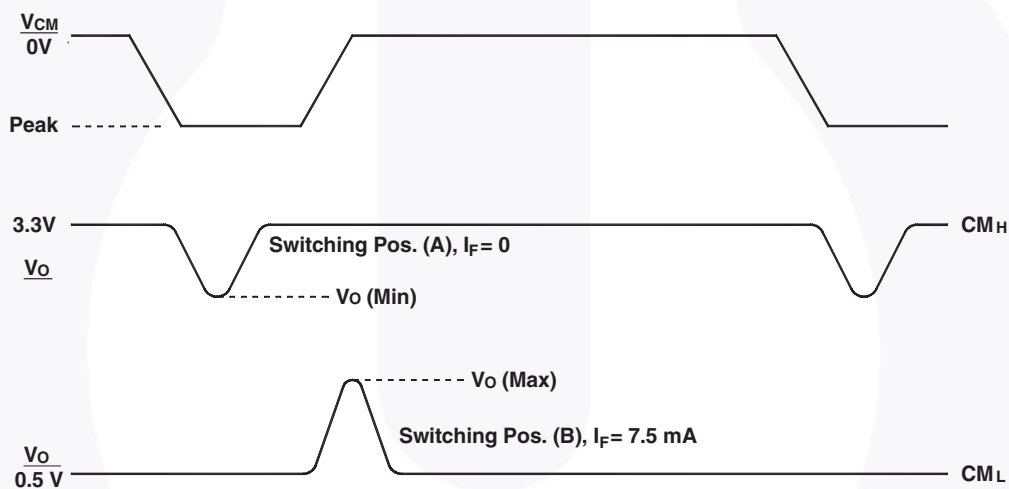 VCM
0V
Peak
3.3V
CMH
Switching Pos. (A), IF = 0
VO
VO (Min)
VO (Max)
Switching Pos. (B), IF = 7.5 mA
VO
0.5 V
CML